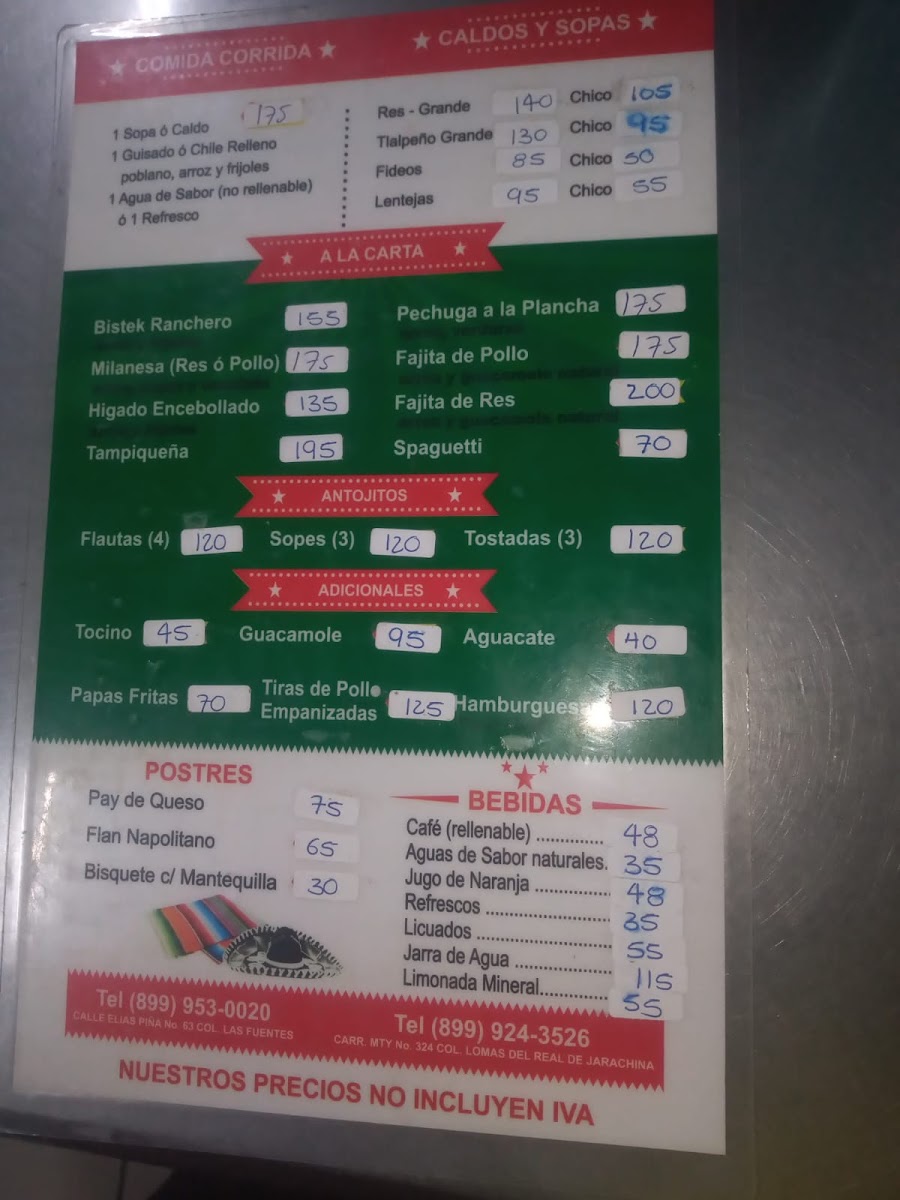 COMIDA CORRIDA
175
1 Sopa ó Caldo
1 Guisado ó Chile Relleno
poblano, arroz y frijoles
1 Agua de Sabor (no rellenable)
ó 1 Refresco
CALDOS Y SOPAS
Res - Grande 140 Chico 105
Tlalpeño Grande 130 Chico 95
Fideos 85 Chico 50
Lentejas 95 Chico 55
A LA CARTA
Bistek Ranchero 155
Milanesa (Res ó Pollo) 175
Higado Encebollado 135
Tampiqueña 195
Pechuga a la Plancha 175
Fajita de Pollo 175
Fajita de Res 200
Spaguetti 70
ANTOJITOS
Flautas (4) 120 Sopes (3) 120 Tostadas (3) 120
ADICIONALES
Tocino 45 Guacamole 95 Aguacate 40
Papas Fritas 70
Tiras de Pollo
Empanizadas 125
Hamburguesa 120
POSTRES
Pay de Queso 75
Flan Napolitano 65
Bisquete c/ Mantequilla 30
BEBIDAS
Café (rellenable) ............ 48
Aguas de Sabor naturales. 35
Jugo de Naranja ............ 48
Refrescos .................... 35
Licuados ...................... 55
Jarra de Agua ............... 115
Limonada Mineral............ 55
Tel (899) 953-0020
CALLE ELIAS PIÑA No. 63 COL. LAS FUENTES
Tel (899) 924-3526
CARR. MTY No. 324 COL. LOMAS DEL REAL DE JARACHINA
NUESTROS PRECIOS NO INCLUYEN IVA